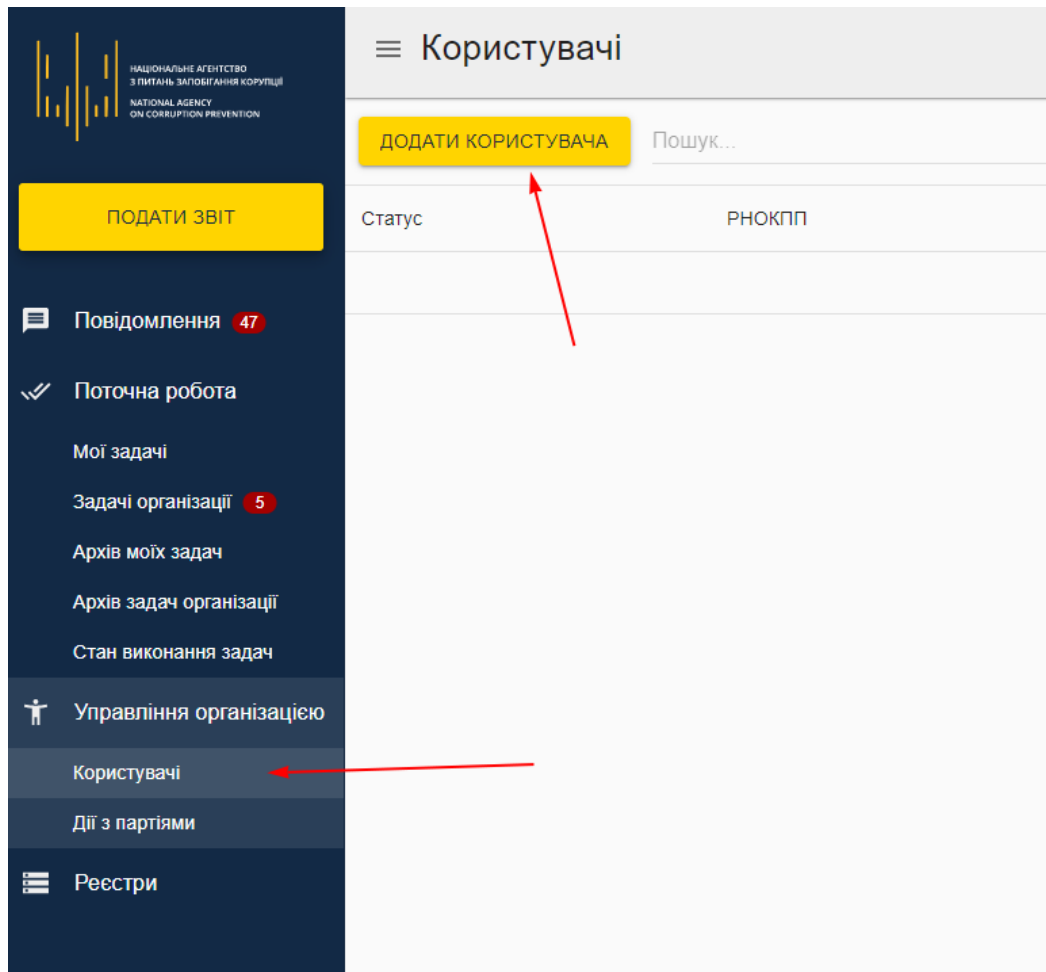 НАЦІОНАЛЬНЕ АГЕНТСТВО
З ПИТАНЬ ЗАПОБІГАННЯ КОРУПЦІЇ
NATIONAL AGENCY
ON CORRUPTION PREVENTION
ПОДАТИ ЗВІТ
Повідомлення 47
Поточна робота
Мої задачі
Задачі організації 5
Архів моїх задач
Архів задач організації
Стан виконання задач
Управління організацією
Користувачі
Дії з партіями
Реєстри
Користувачі
ДОДАТИ КОРИСТУВАЧА Пошук...
Статус РНОКПП